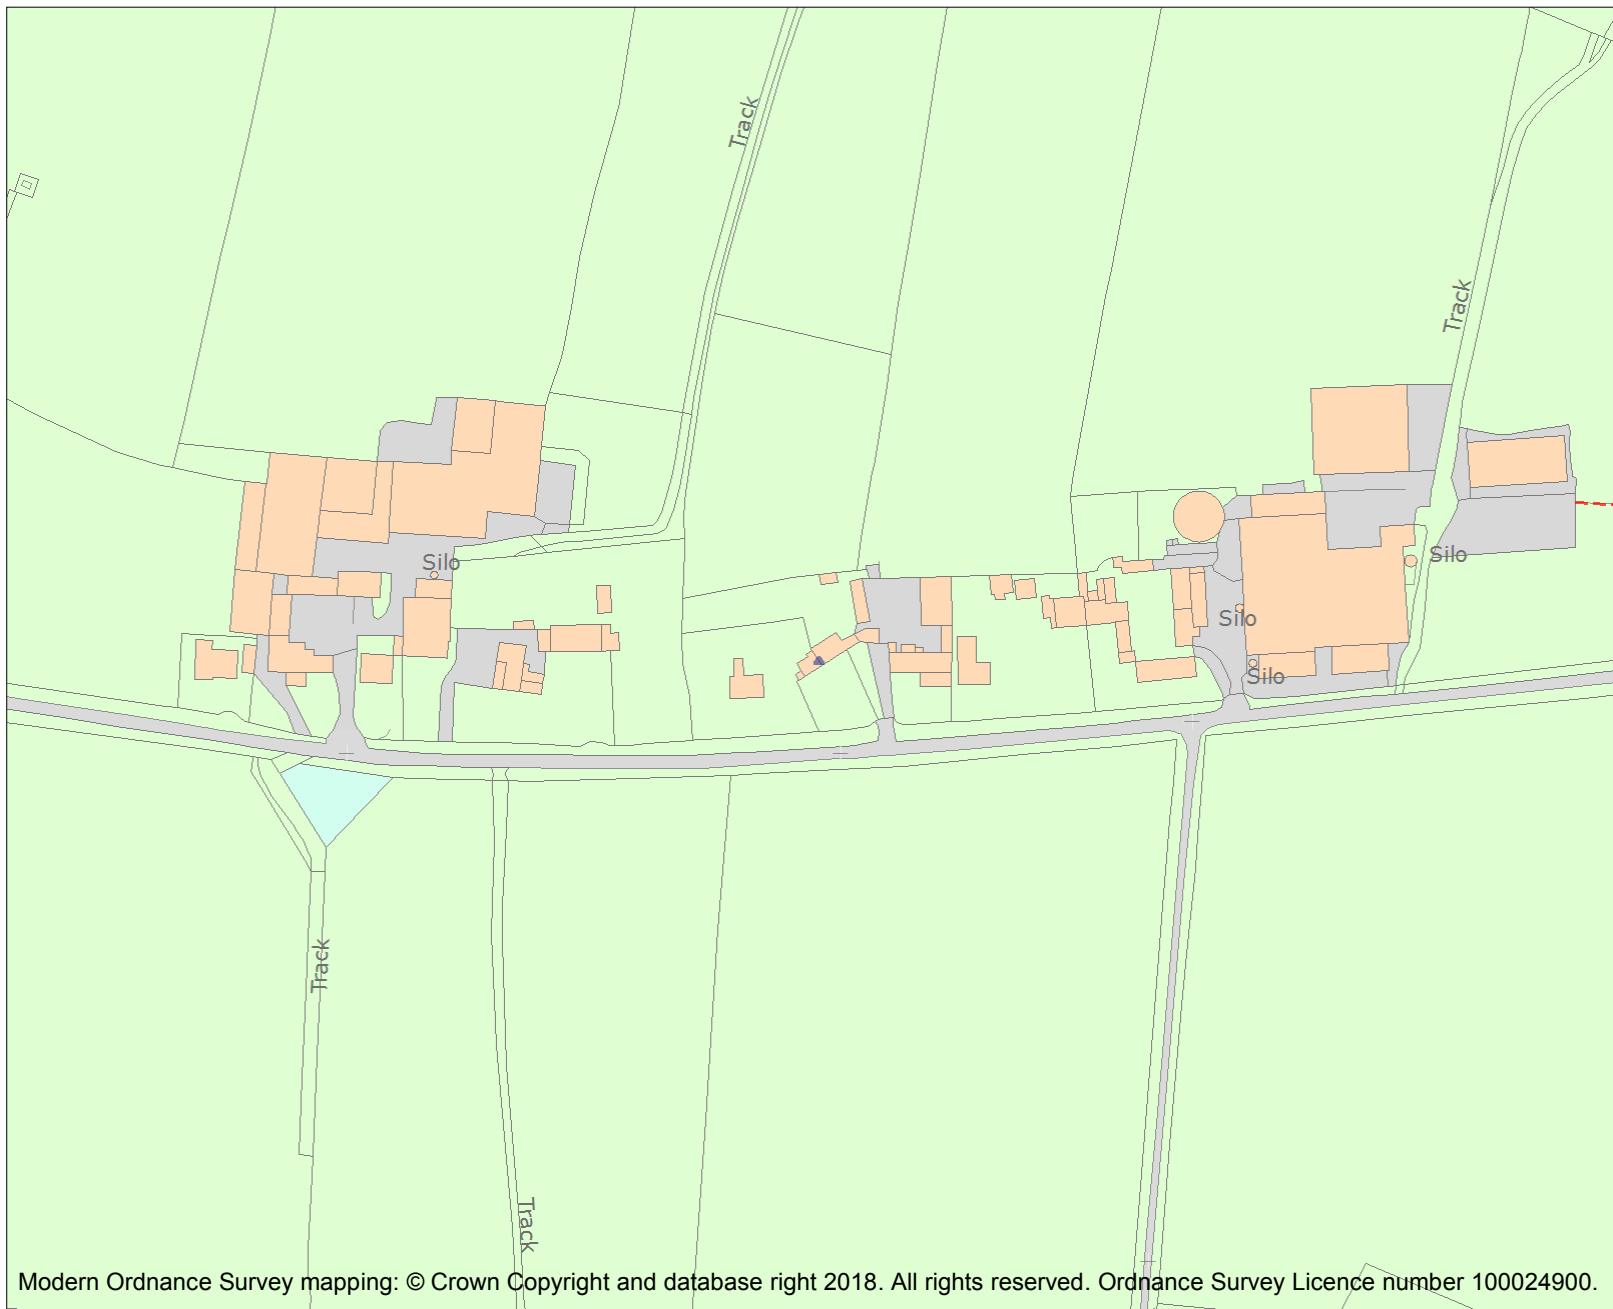 Track
Track
Silo
Silo
Silo
Silo
Track
Track
Modern Ordnance Survey mapping: © Crown Copyright and database right 2018. All rights reserved. Ordnance Survey Licence number 100024900.